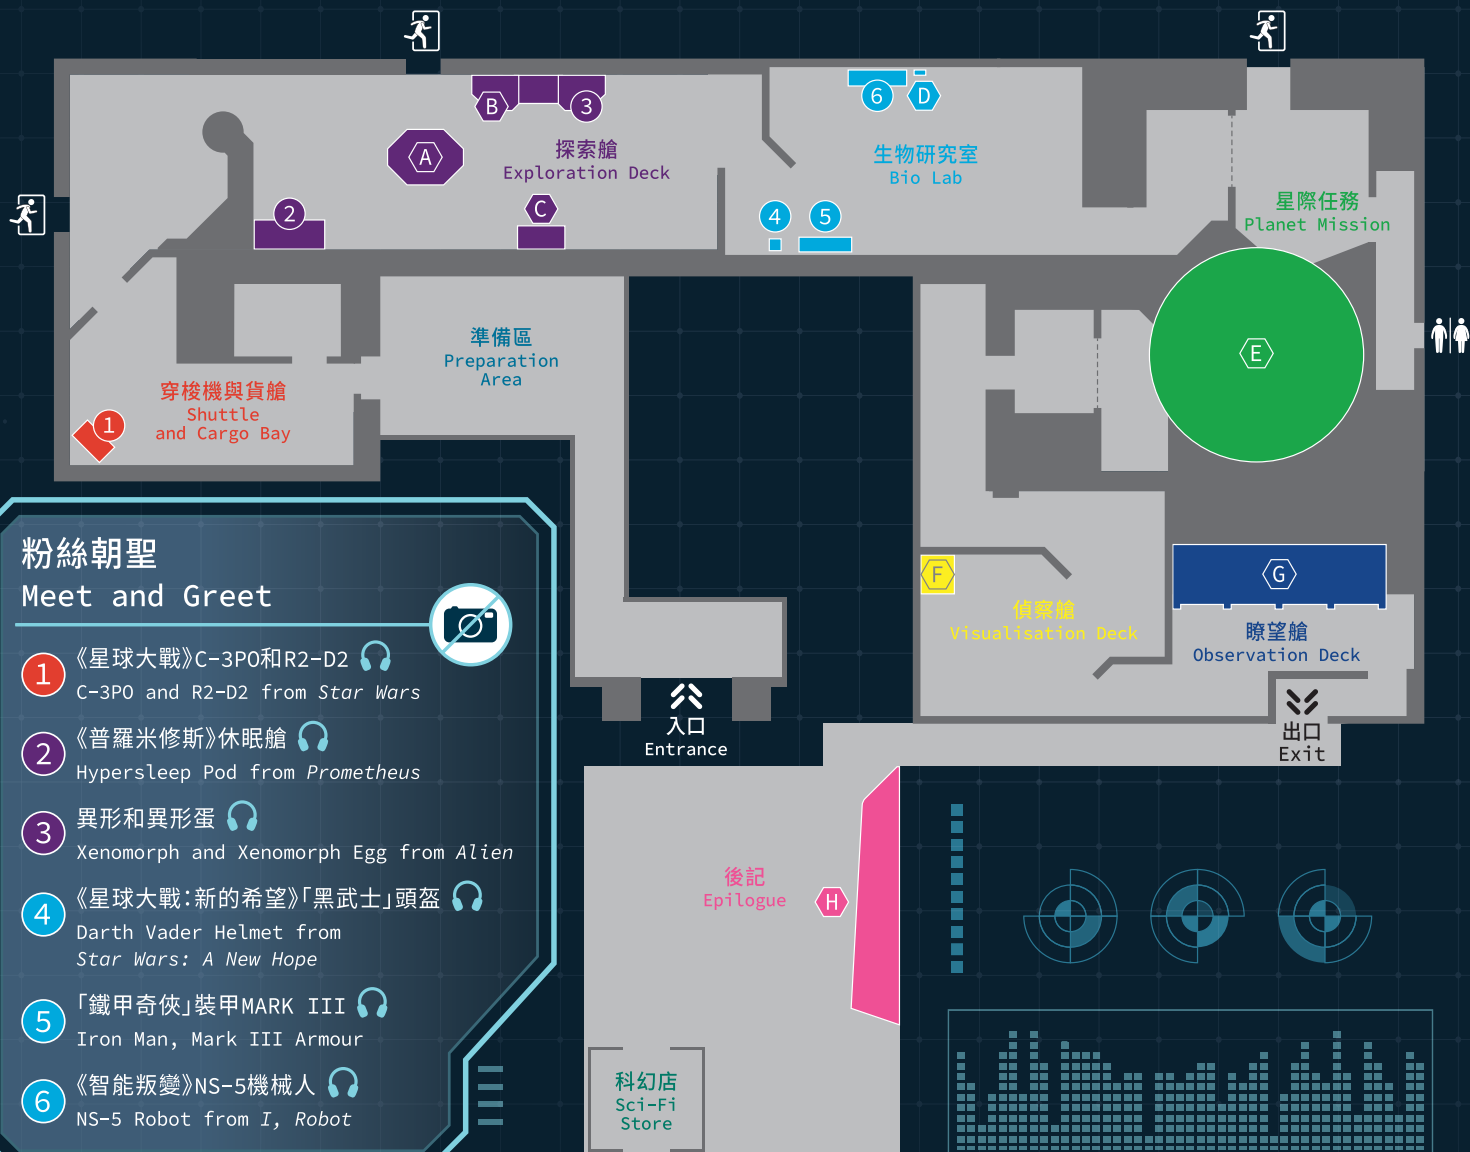 B
3
6
D
A
探索艙
Exploration Deck
生物研究室
Bio Lab
2
C
4
5
星際任務
Planet Mission
準備區
Preparation
Area
E
穿梭機與貨艙
Shuttle
and Cargo Bay
1
F
偵察艙
Visualisation Deck
G
瞭望艙
Observation Deck
入口
Entrance
出口
Exit
後記
Epilogue
H
科幻店
Sci-Fi
Store
粉絲朝聖
Meet and Greet
1
《星球大戰》C-3PO和R2-D2
C-3PO and R2-D2 from Star Wars
2
《普羅米修斯》休眠艙
Hypersleep Pod from Prometheus
3
異形和異形蛋
Xenomorph and Xenomorph Egg from Alien
4
《星球大戰：新的希望》「黑武士」頭盔
Darth Vader Helmet from
Star Wars: A New Hope
5
「鐵甲奇俠」裝甲MARK III
Iron Man, Mark III Armour
6
《智能叛變》NS-5機械人
NS-5 Robot from I, Robot